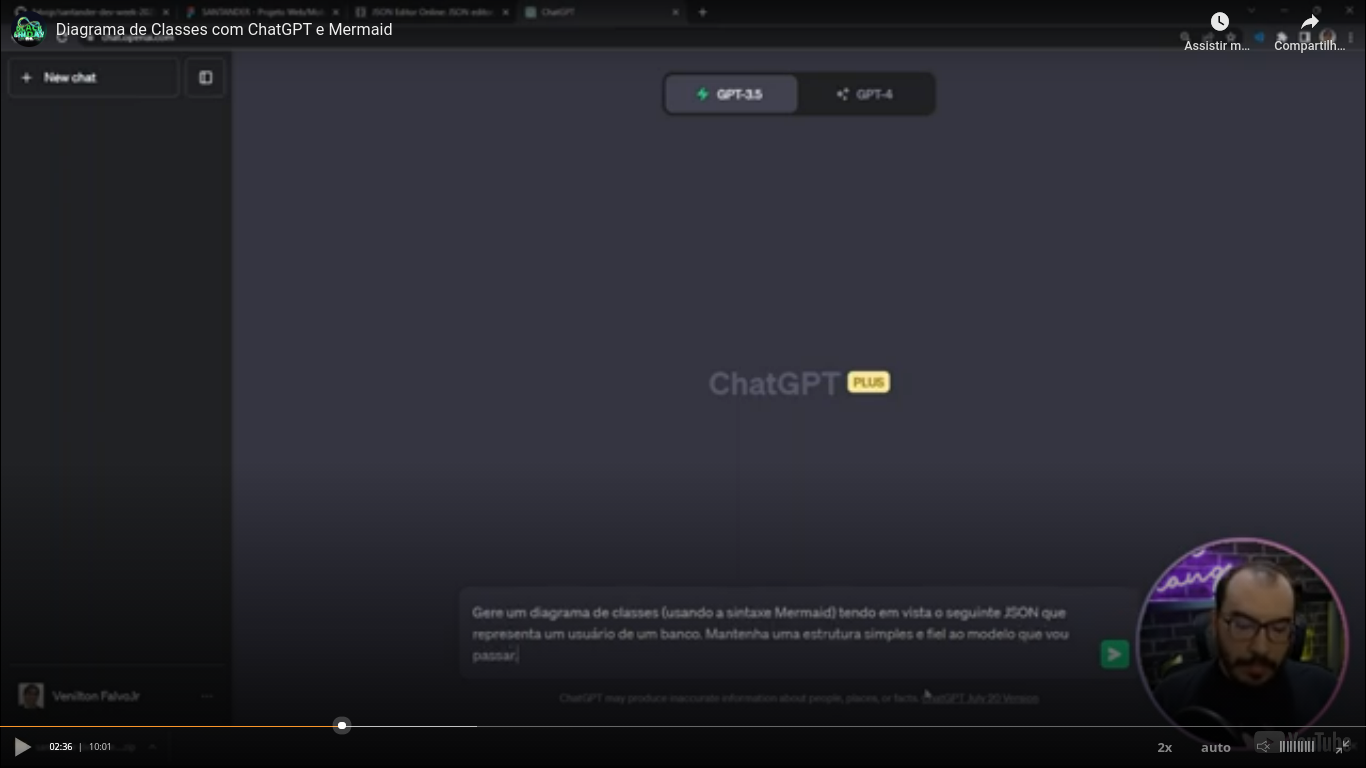 SANTANDER - Projeto Web/Mo
JSON Editor Online: JSON edito
ChatGPT
Diagrama de Classes com ChatGPT e Mermaid
Assistir m...
Compartilh...
New chat
GPT-3.5
GPT-4
ChatGPT PLUS
Gere um diagrama de classes (usando a sintaxe Mermaid) tendo em vista o seguinte JSON que
representa um usuário de um banco. Mantenha uma estrutura simples e fiel ao modelo que vou
passar.
Venilton FalvoJr
ChatGPT may produce inaccurate information about people, places, or facts. ChatGPT July 20 Version
02:36 | 10:01
2x
auto
YouTube